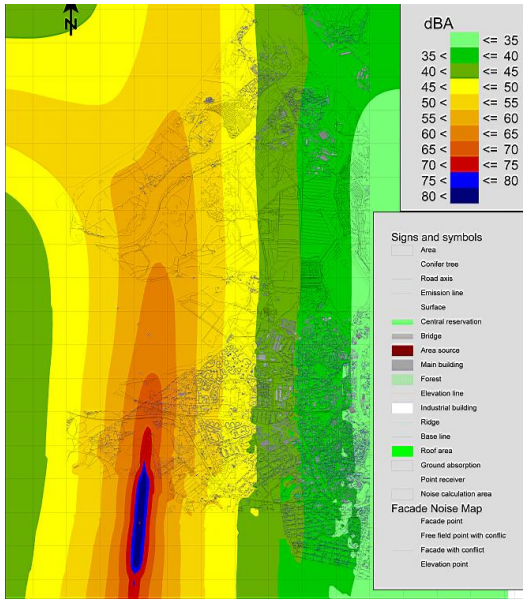 N
dBA
<= 35
35 < <= 40
40 < <= 45
45 < <= 50
50 < <= 55
55 < <= 60
60 < <= 65
65 < <= 70
70 < <= 75
75 < <= 80
80 <
Signs and symbols
Area
Conifer tree
Road axis
Emission line
Surface
Central reservation
Bridge
Area source
Main building
Forest
Elevation line
Industrial building
Ridge
Base line
Roof area
Ground absorption
Point receiver
Noise calculation area
Facade Noise Map
Facade point
Free field point with conflic
Facade with conflict
Elevation point